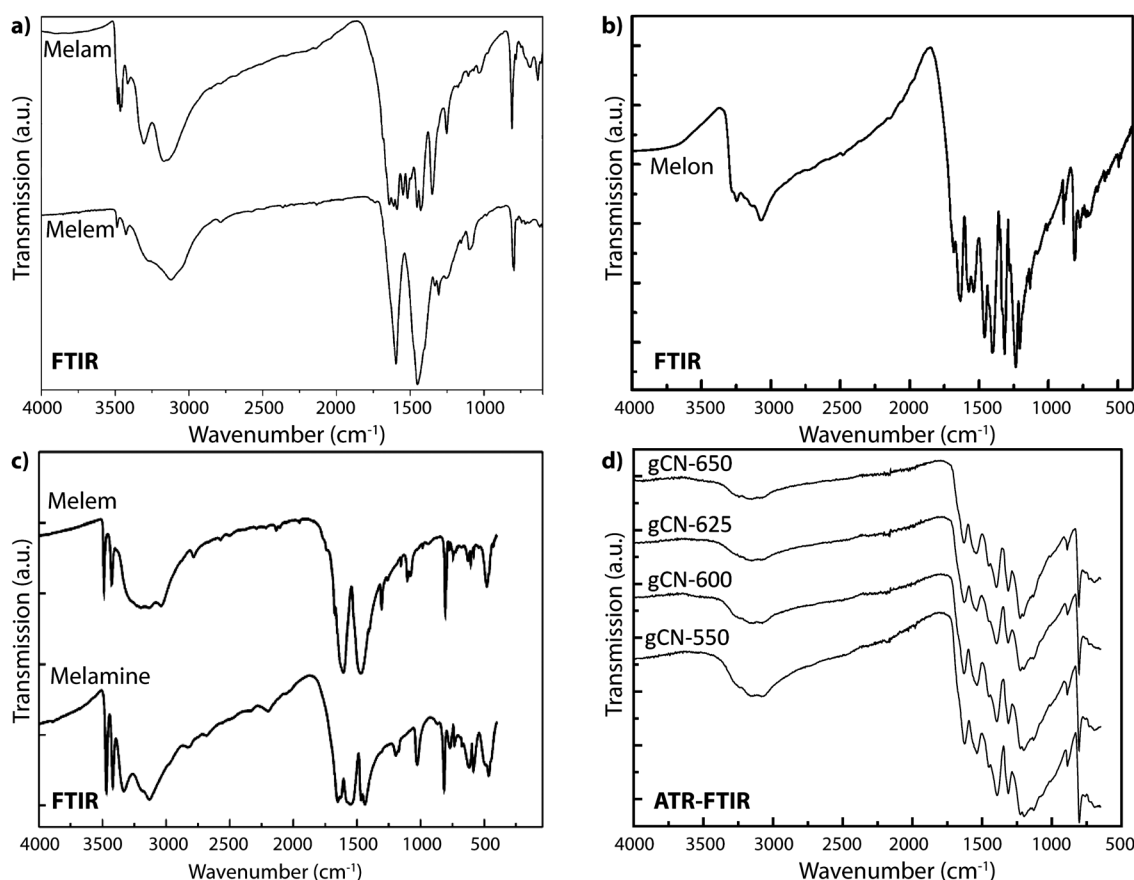 a)
Melam
Melem
FTIR
Transmission (a.u.)
4000 3500 3000 2500 2000 1500 1000
Wavenumber (cm-1)
b)
Melon
FTIR
Transmission (a.u.)
4000 3500 3000 2500 2000 1500 1000 500
Wavenumber (cm-1)
c)
Melem
Melamine
FTIR
Transmission (a.u.)
4000 3500 3000 2500 2000 1500 1000 500
Wavenumber (cm-1)
d)
gCN-650
gCN-625
gCN-600
gCN-550
ATR-FTIR
Transmission (a.u.)
4000 3500 3000 2500 2000 1500 1000 500
Wavenumber (cm-1)